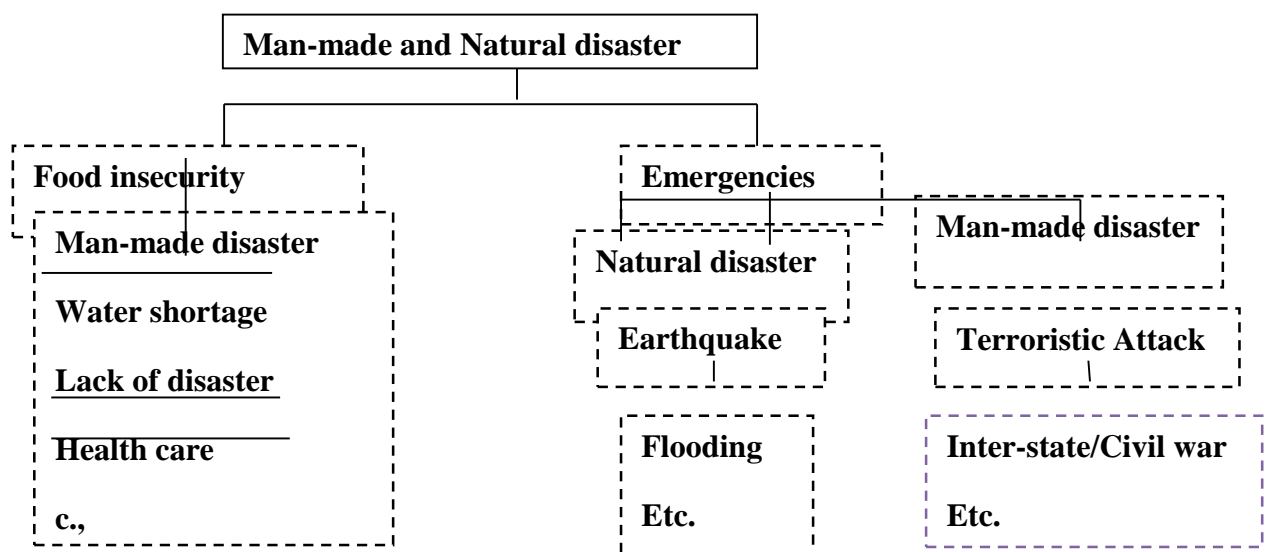 Man-made and Natural disaster
Food insecurity
Man-made disaster
Water shortage
Lack of disaster
Health care
c.,
Emergencies
Natural disaster
Earthquake
Flooding
Etc.
Man-made disaster
Terroristic Attack
Inter-state/Civil war
Etc.